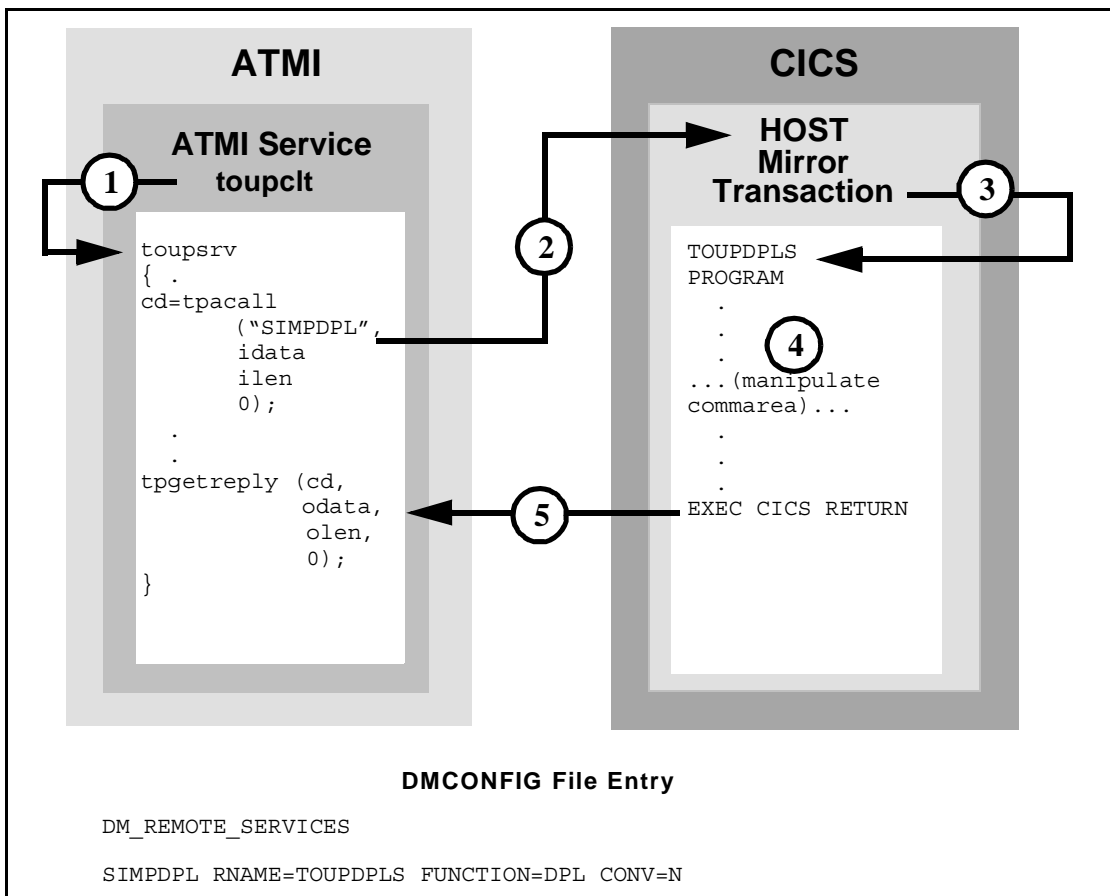 ATMI
ATMI Service
toupclt
1
toupsrv
{ .
cd=tpacall
("SIMPDPL",
idata
ilen
0);
.
.
tpgetreply (cd,
odata,
olen,
0);
}
2
CICS
HOST
Mirror
Transaction
3
TOUPDPLS
PROGRAM
.
.
.
4
...(manipulate
commarea)...
.
.
.
EXEC CICS RETURN
5
DMCONFIG File Entry
DM_REMOTE_SERVICES
SIMPDPL RNAME=TOUPDPLS FUNCTION=DPL CONV=N